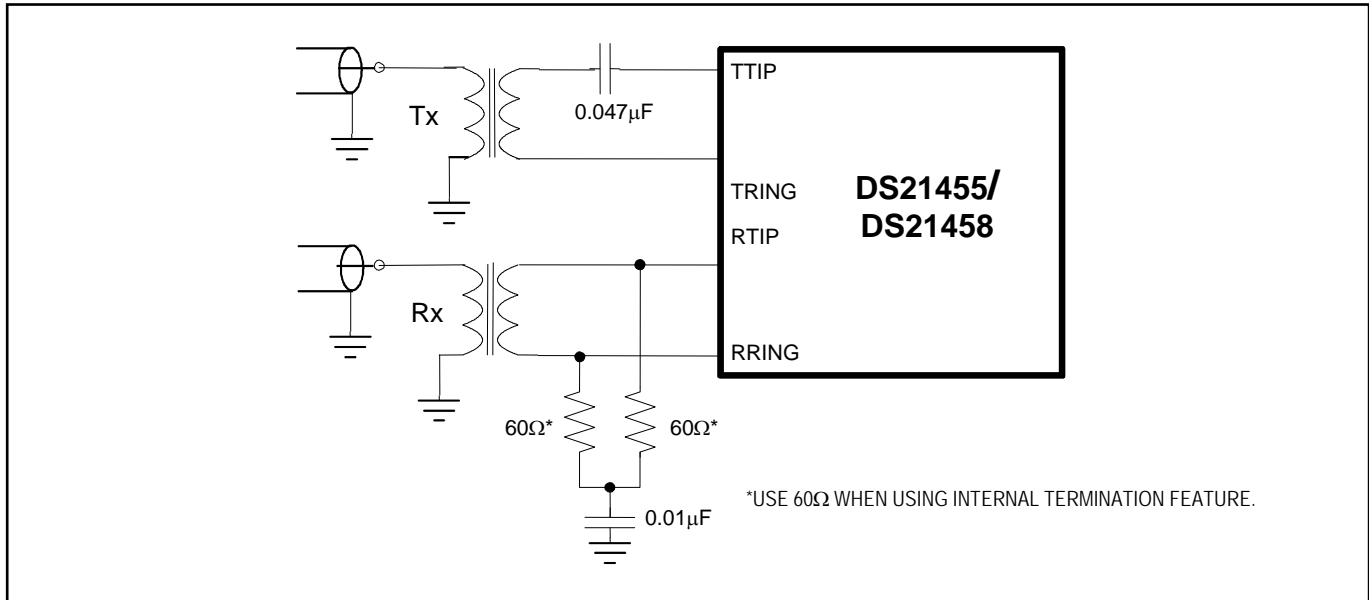 TTIP
0.047μF
Tx
DS21455/
DS21458
TRING
RTIP
Rx
RRING
60Ω* 60Ω*
*USE 60Ω WHEN USING INTERNAL TERMINATION FEATURE.
0.01μF